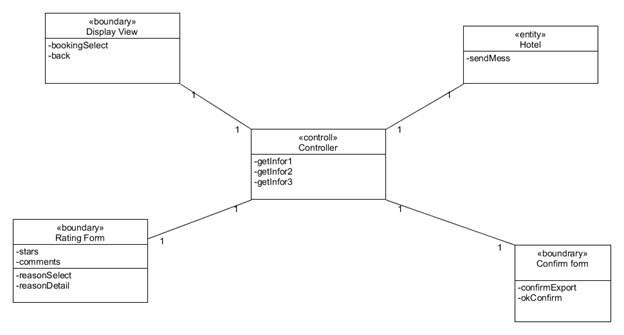 «boundary»
Display View
-bookingSelect
-back
«entity»
Hotel
-sendMess
1
1
1
1
«controll»
Controller
-getInfor1
-getInfor2
-getInfor3
1
1
1
1
«boundary»
Rating Form
-stars
-comments
-reasonSelect
-reasonDetail
«boundrary»
Confirm form
-confirmExport
-okConfirm